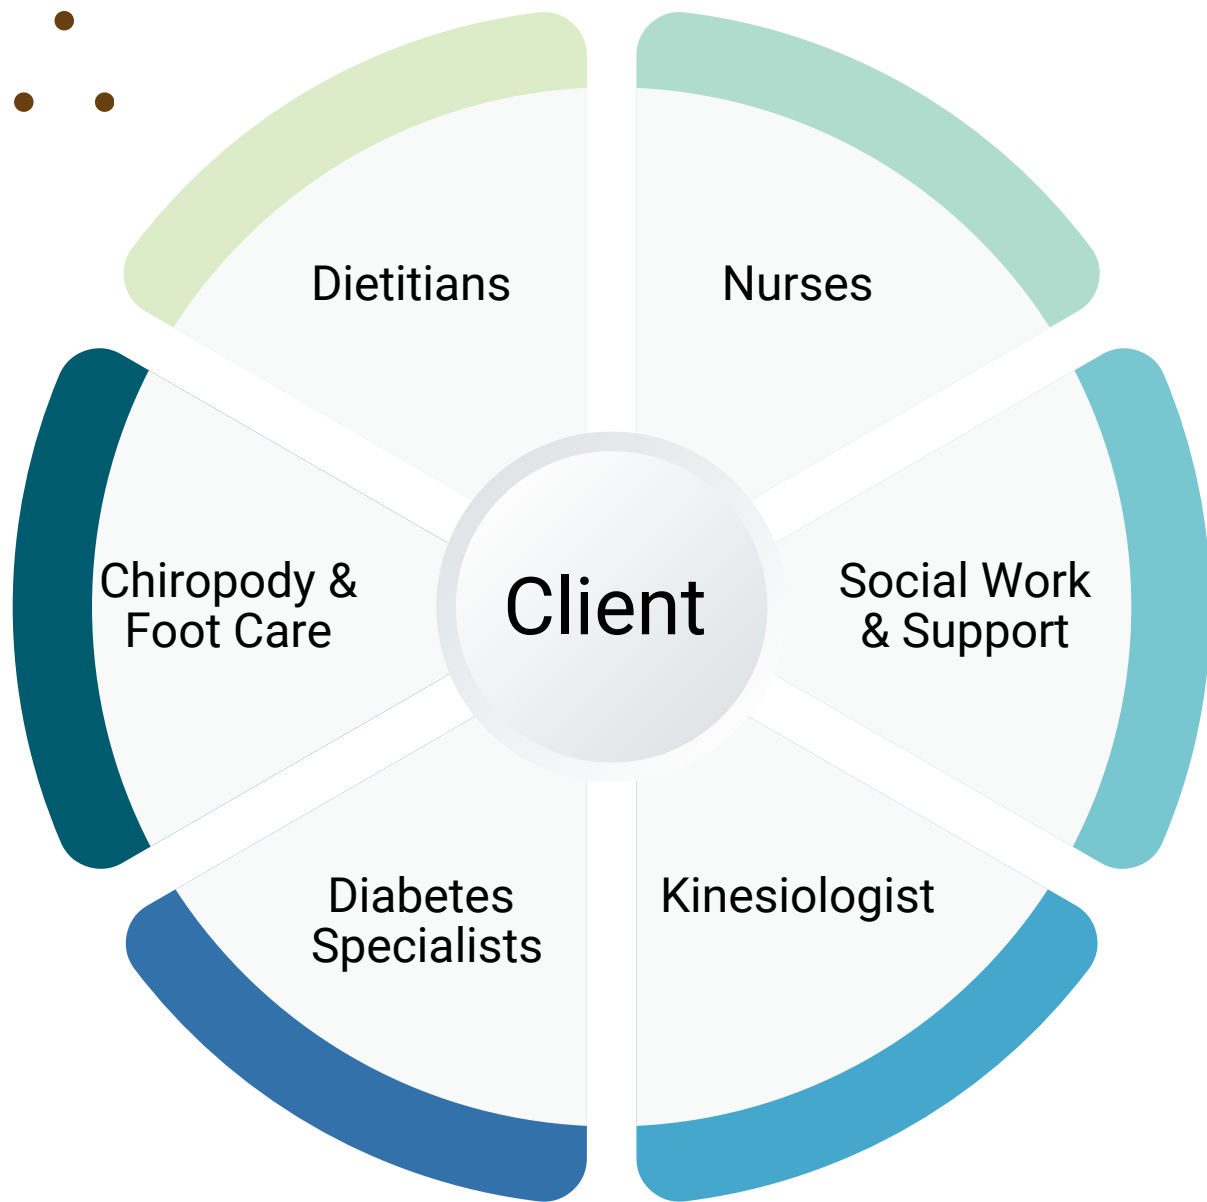 Dietitians
Nurses
Chiropody &
Foot Care
Client
Social Work
& Support
Diabetes
Specialists
Kinesiologist